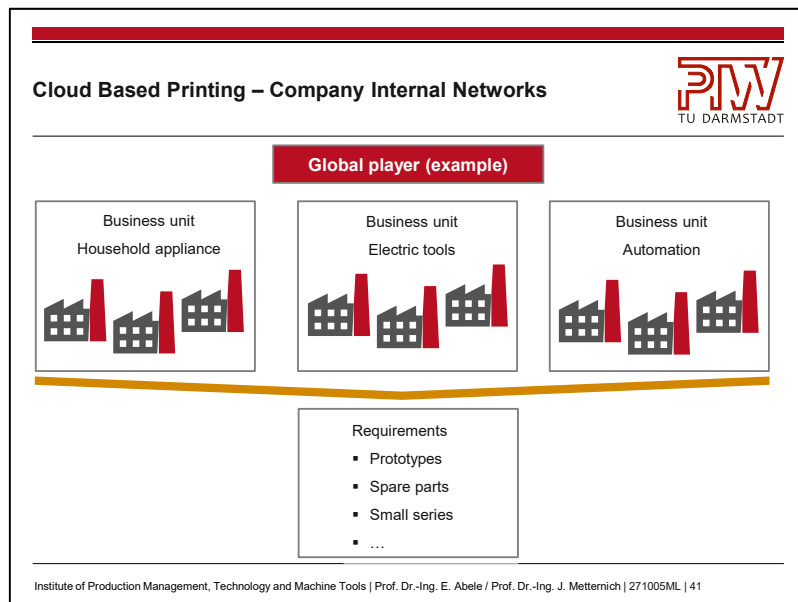 Cloud Based Printing – Company Internal Networks
PTW
TU DARMSTADT
Global player (example)
Business unit
Household appliance
Business unit
Electric tools
Business unit
Automation
Requirements
▪ Prototypes
▪ Spare parts
▪ Small series
▪ …
Institute of Production Management, Technology and Machine Tools | Prof. Dr.-Ing. E. Abele / Prof. Dr.-Ing. J. Metternich | 271005ML | 41